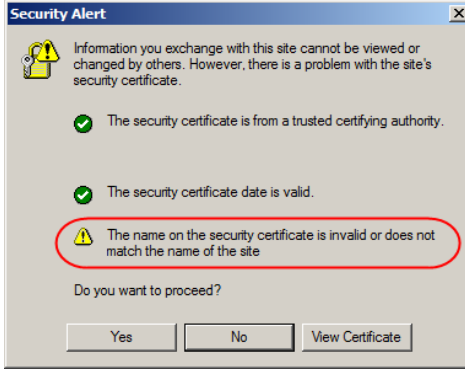 Security Alert
Information you exchange with this site cannot be viewed or
changed by others. However, there is a problem with the site's
security certificate.
The security certificate is from a trusted certifying authority.
The security certificate date is valid.
The name on the security certificate is invalid or does not
match the name of the site
Do you want to proceed?
Yes
No
View Certificate